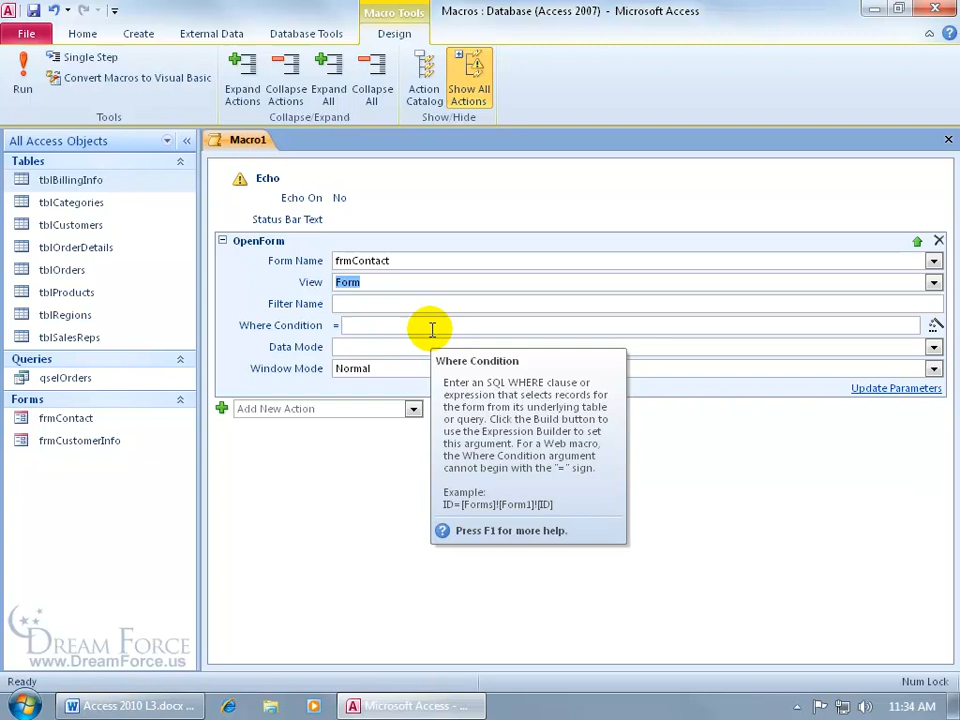 Macro Tools
Macros : Database (Access 2007) - Microsoft Access
File
Home
Create
External Data
Database Tools
Design
Run
Single Step
Convert Macros to Visual Basic
Tools
Expand Actions
Collapse Actions
Expand All
Collapse All
Collapse/Expand
Action Catalog
Show All Actions
Show/Hide
All Access Objects
Tables
tblBillingInfo
tblCategories
tblCustomers
tblOrderDetails
tblOrders
tblProducts
tblRegions
tblSalesReps
Queries
qselOrders
Forms
frmContact
frmCustomerInfo
Macro1
Echo
Echo On No
Status Bar Text
OpenForm
Form Name frmContact
View Form
Filter Name
Where Condition =
Data Mode
Window Mode Normal
Update Parameters
Add New Action
Where Condition
Enter an SQL WHERE clause or
expression that selects records for
the form from its underlying table
or query. Click the Build button to
use the Expression Builder to set
this argument. For a Web macro,
the Where Condition argument
cannot begin with the "=" sign.
Example:
ID=[Forms]![Form1]![ID]
Press F1 for more help.
DREAM FORCE
www.DreamForce.us
Ready
Num Lock
Access 2010 L3.docx ...
Microsoft Access - ...
11:34 AM